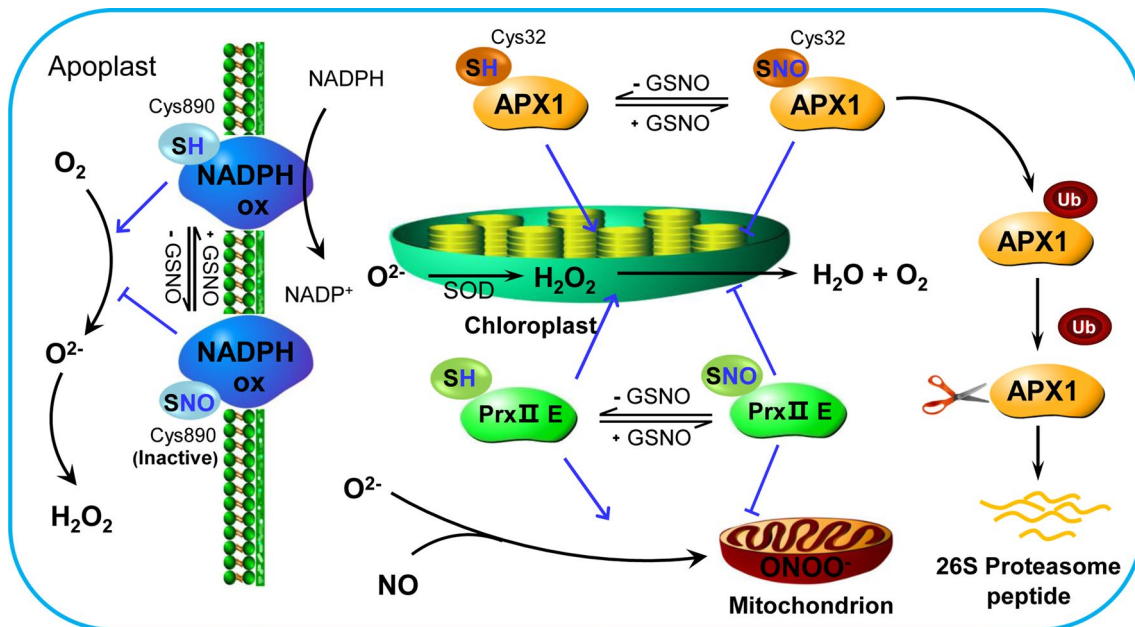 Apoplast
Cys890
SH
NADPH
ox
NADPH
NADP⁺
O₂
- GSNO
+ GSNO
O²⁻
NADPH
ox
SNO
Cys890
(Inactive)
H₂O₂
Cys32
SH
APX1
- GSNO
+ GSNO
Cys32
SNO
APX1
O²⁻
SOD
H₂O₂
H₂O + O₂
Chloroplast
SH
PrxⅡ E
- GSNO
+ GSNO
SNO
PrxⅡ E
O²⁻
NO
ONOO⁻
Mitochondrion
Ub
APX1
Ub
APX1
26S Proteasome
peptide